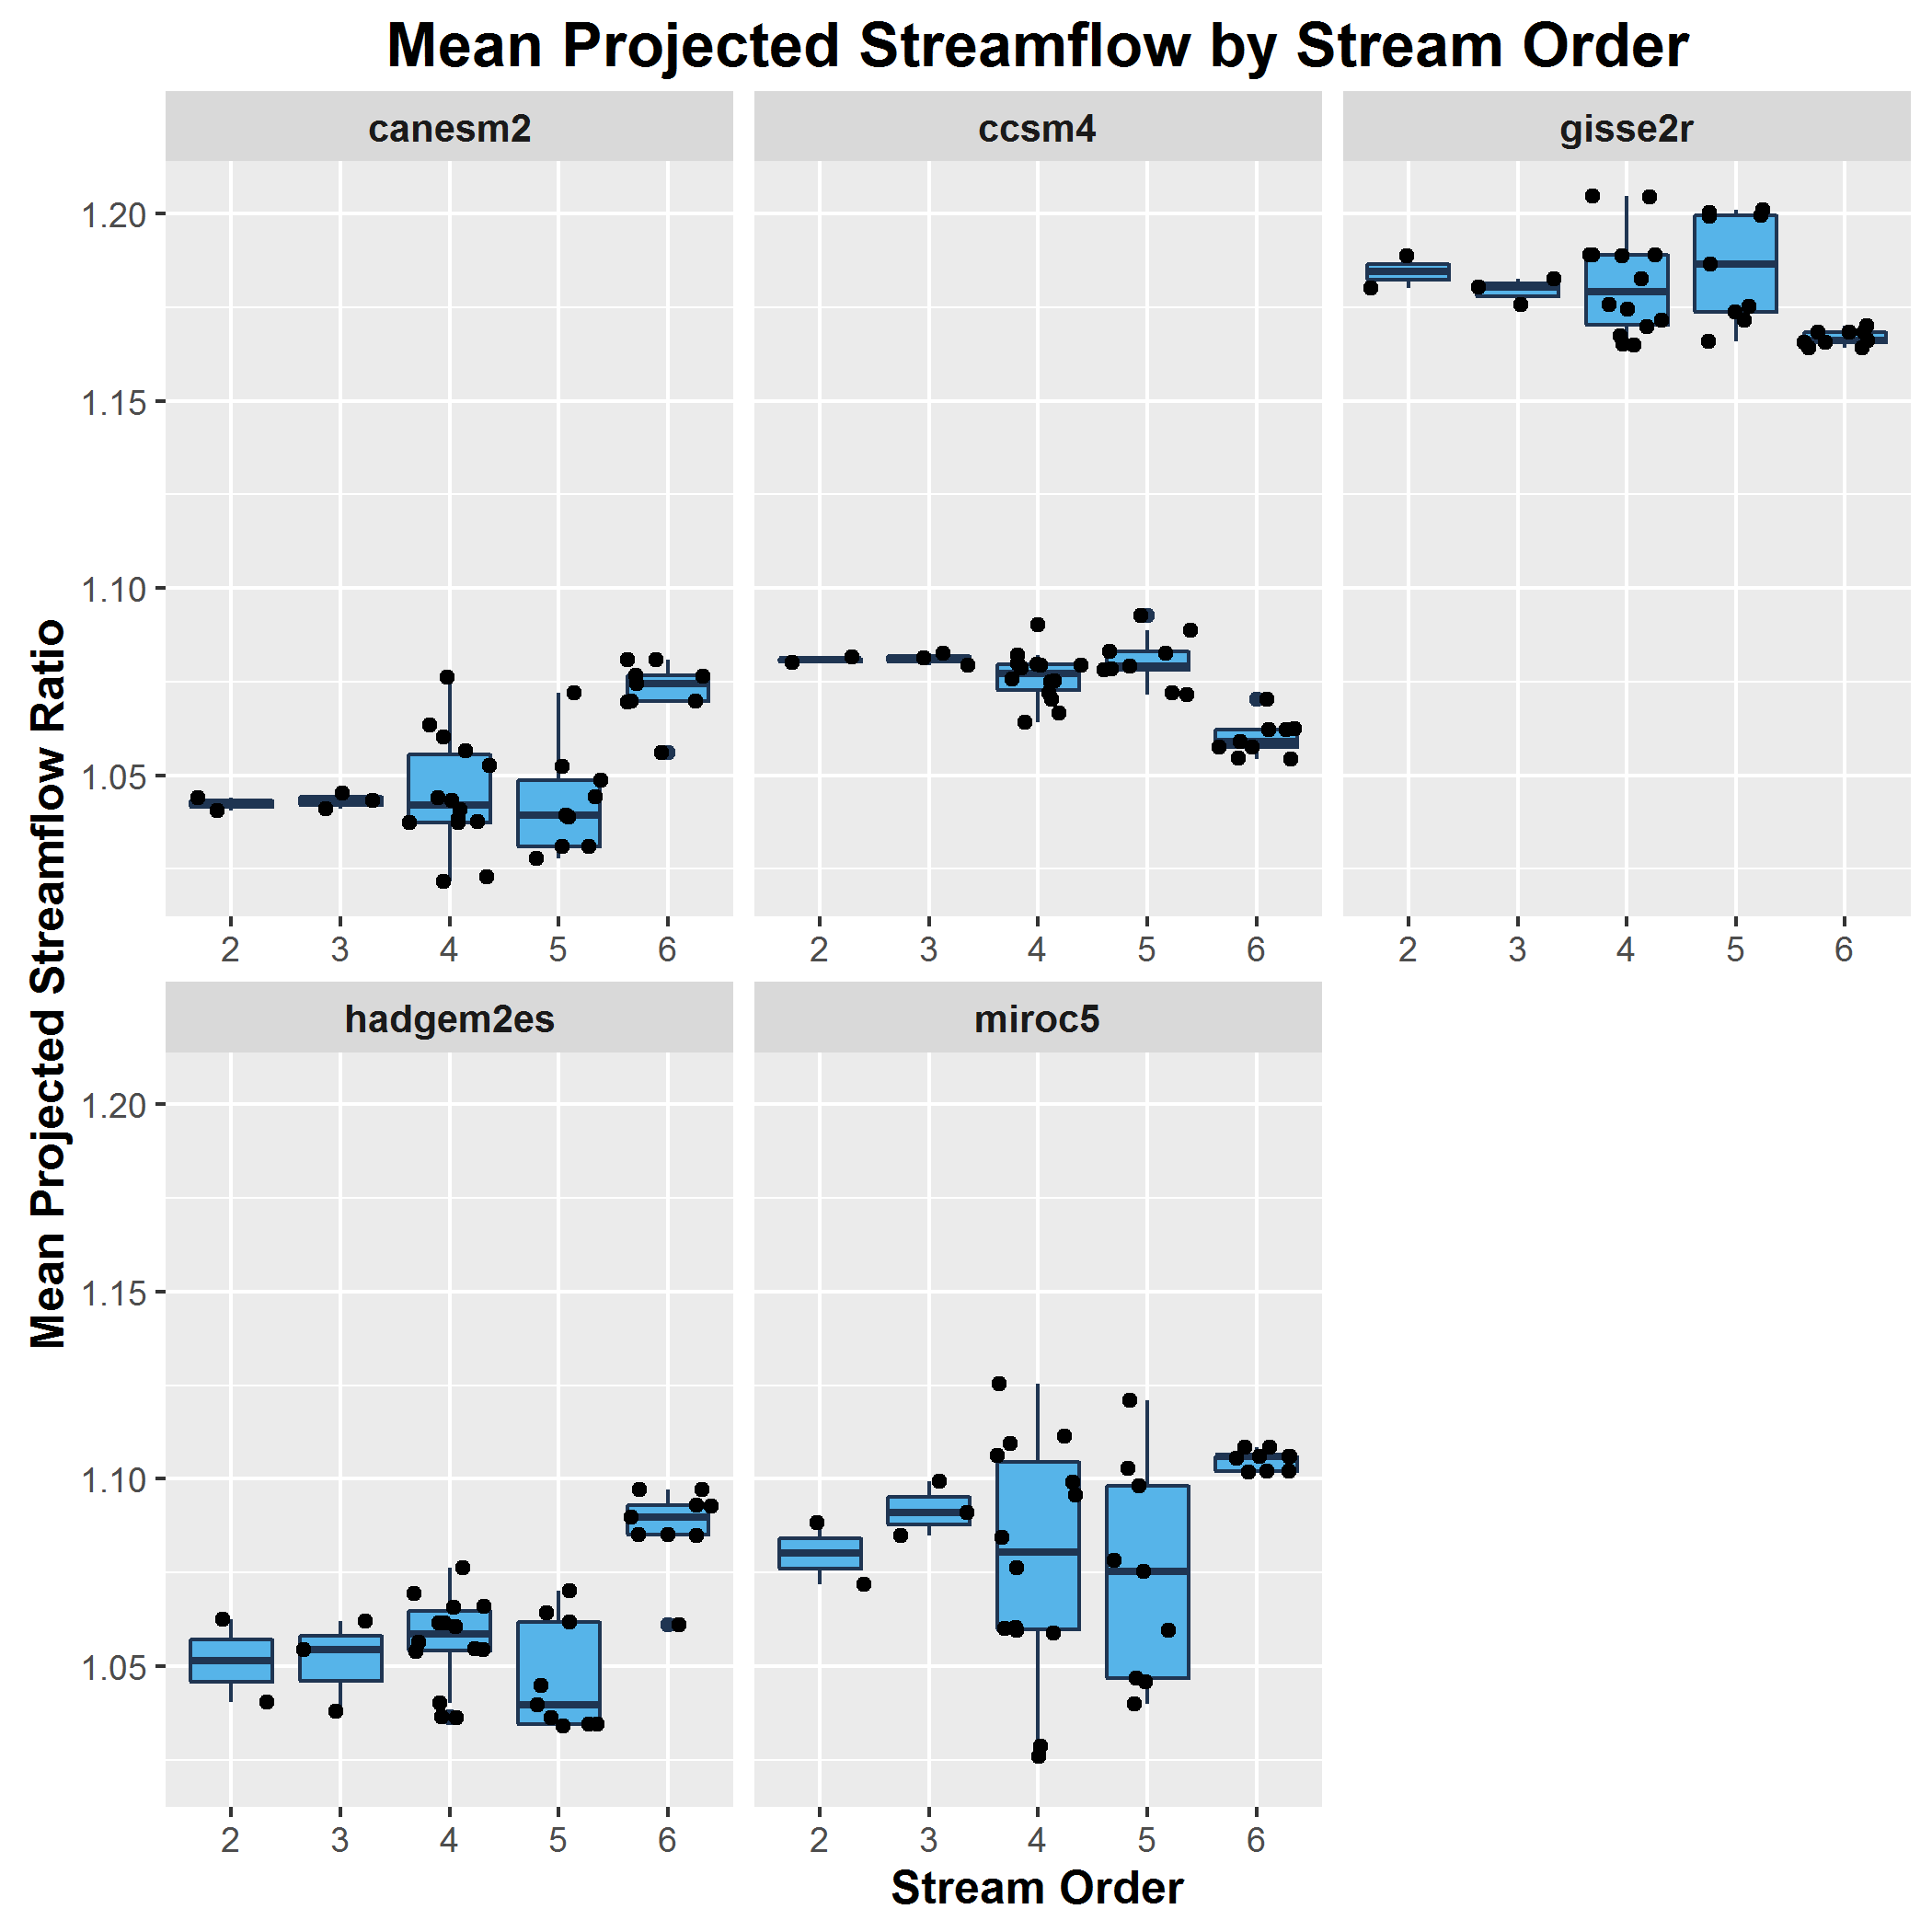 Mean Projected Streamflow by Stream Order
canesm2
ccsm4
gisse2r
1.20
1.15
1.10
1.05
2 3 4 5 6
2 3 4 5 6
2 3 4 5 6
Mean Projected Streamflow Ratio
hadgem2es
miroc5
1.20
1.15
1.10
1.05
2 3 4 5 6
2 3 4 5 6
Stream Order